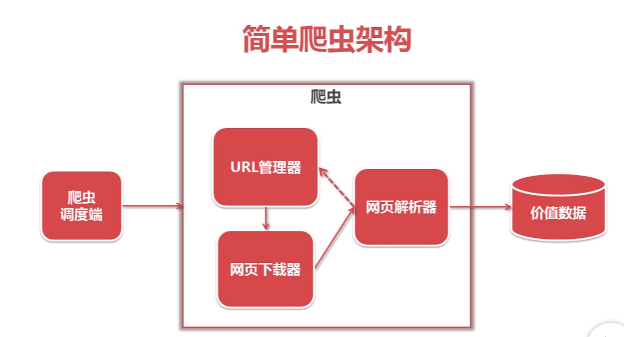 简单爬虫架构
爬虫
URL管理器
爬虫
调度端
网页解析器
价值数据
网页下载器